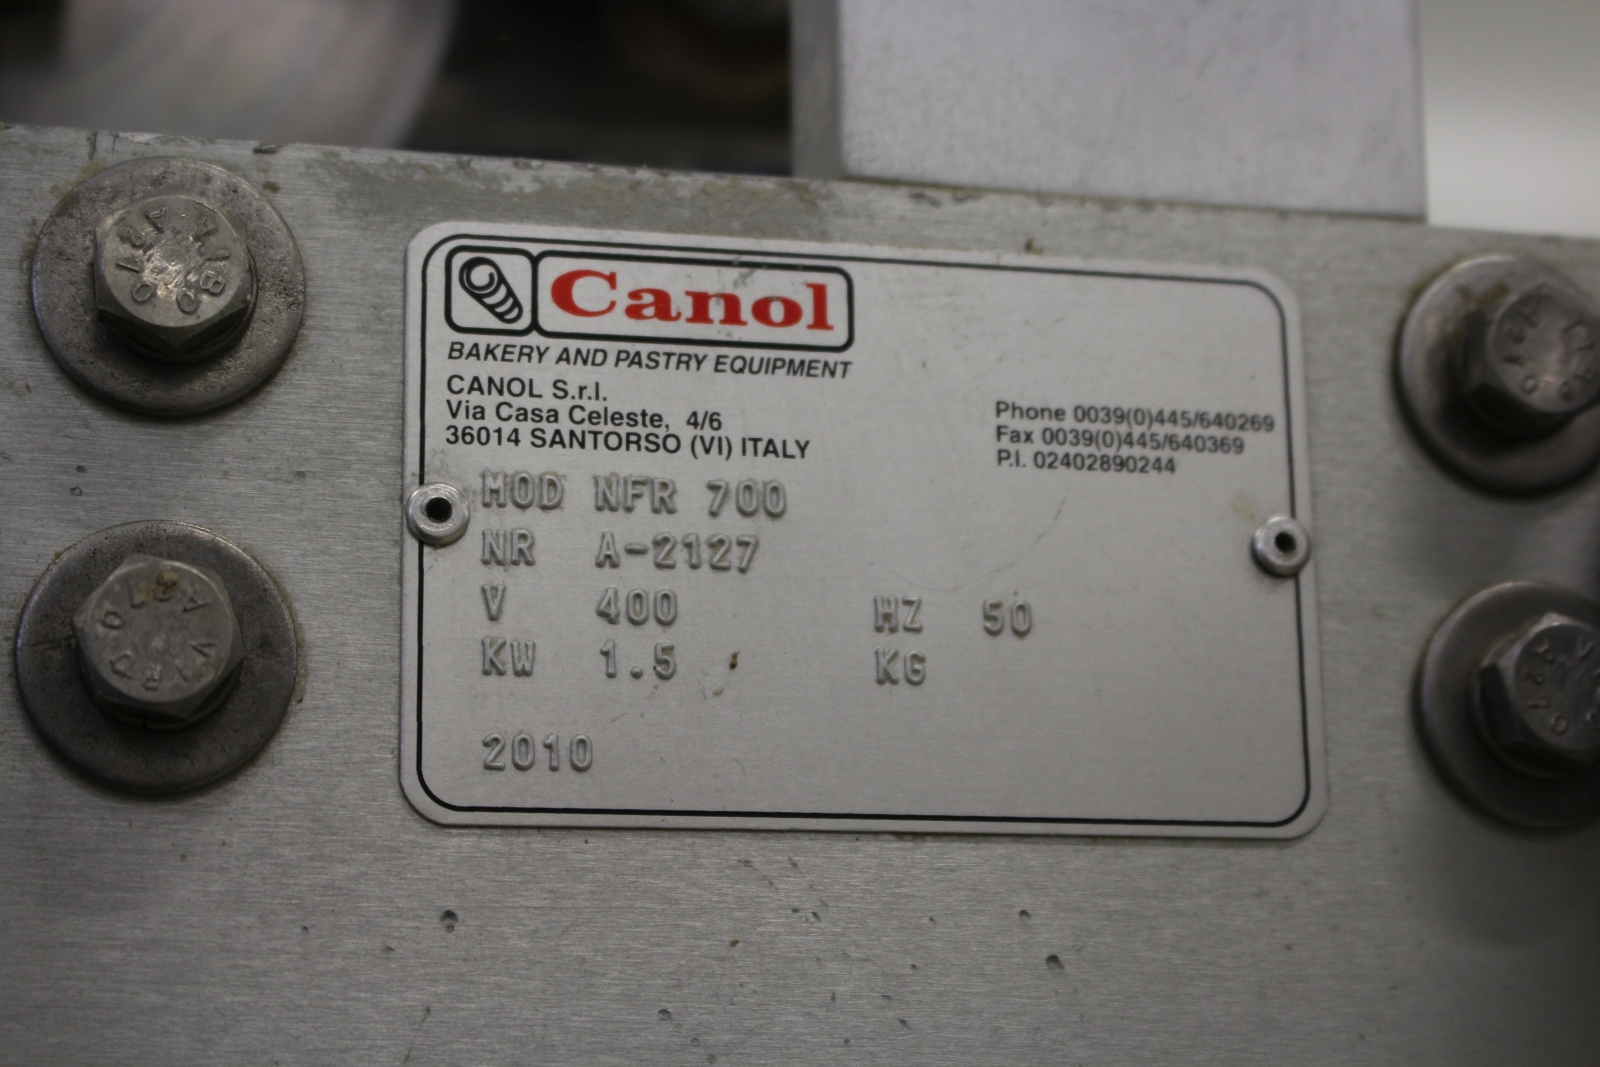 Canol
BAKERY AND PASTRY EQUIPMENT
CANOL S.r.l.
Via Casa Celeste, 4/6
36014 SANTORSO (VI) ITALY
Phone 0039(0)445/640269
Fax 0039(0)445/640369
P.I. 02402890244
MOD NFR 700
NR A-2127
V 400 HZ 50
KW 1.5 KG
2010